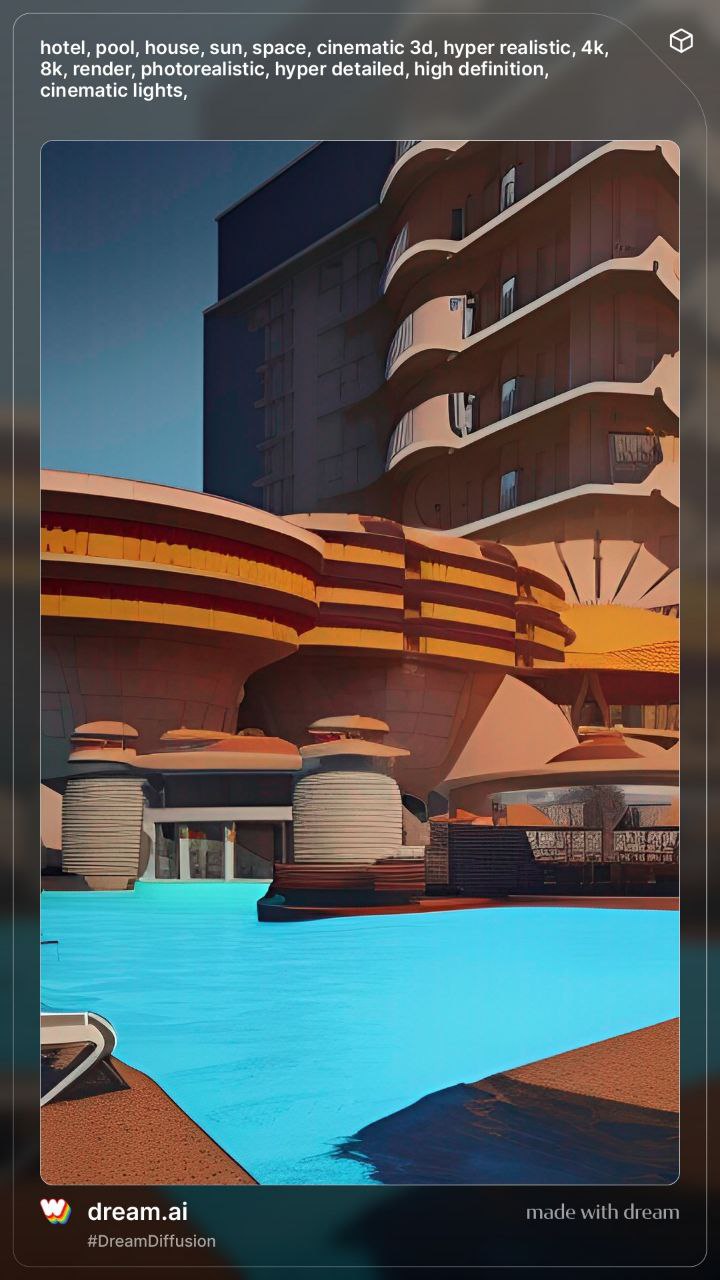 hotel, pool, house, sun, space, cinematic 3d, hyper realistic, 4k,
8k, render, photorealistic, hyper detailed, high definition,
cinematic lights,
dream.ai
made with dream
#DreamDiffusion